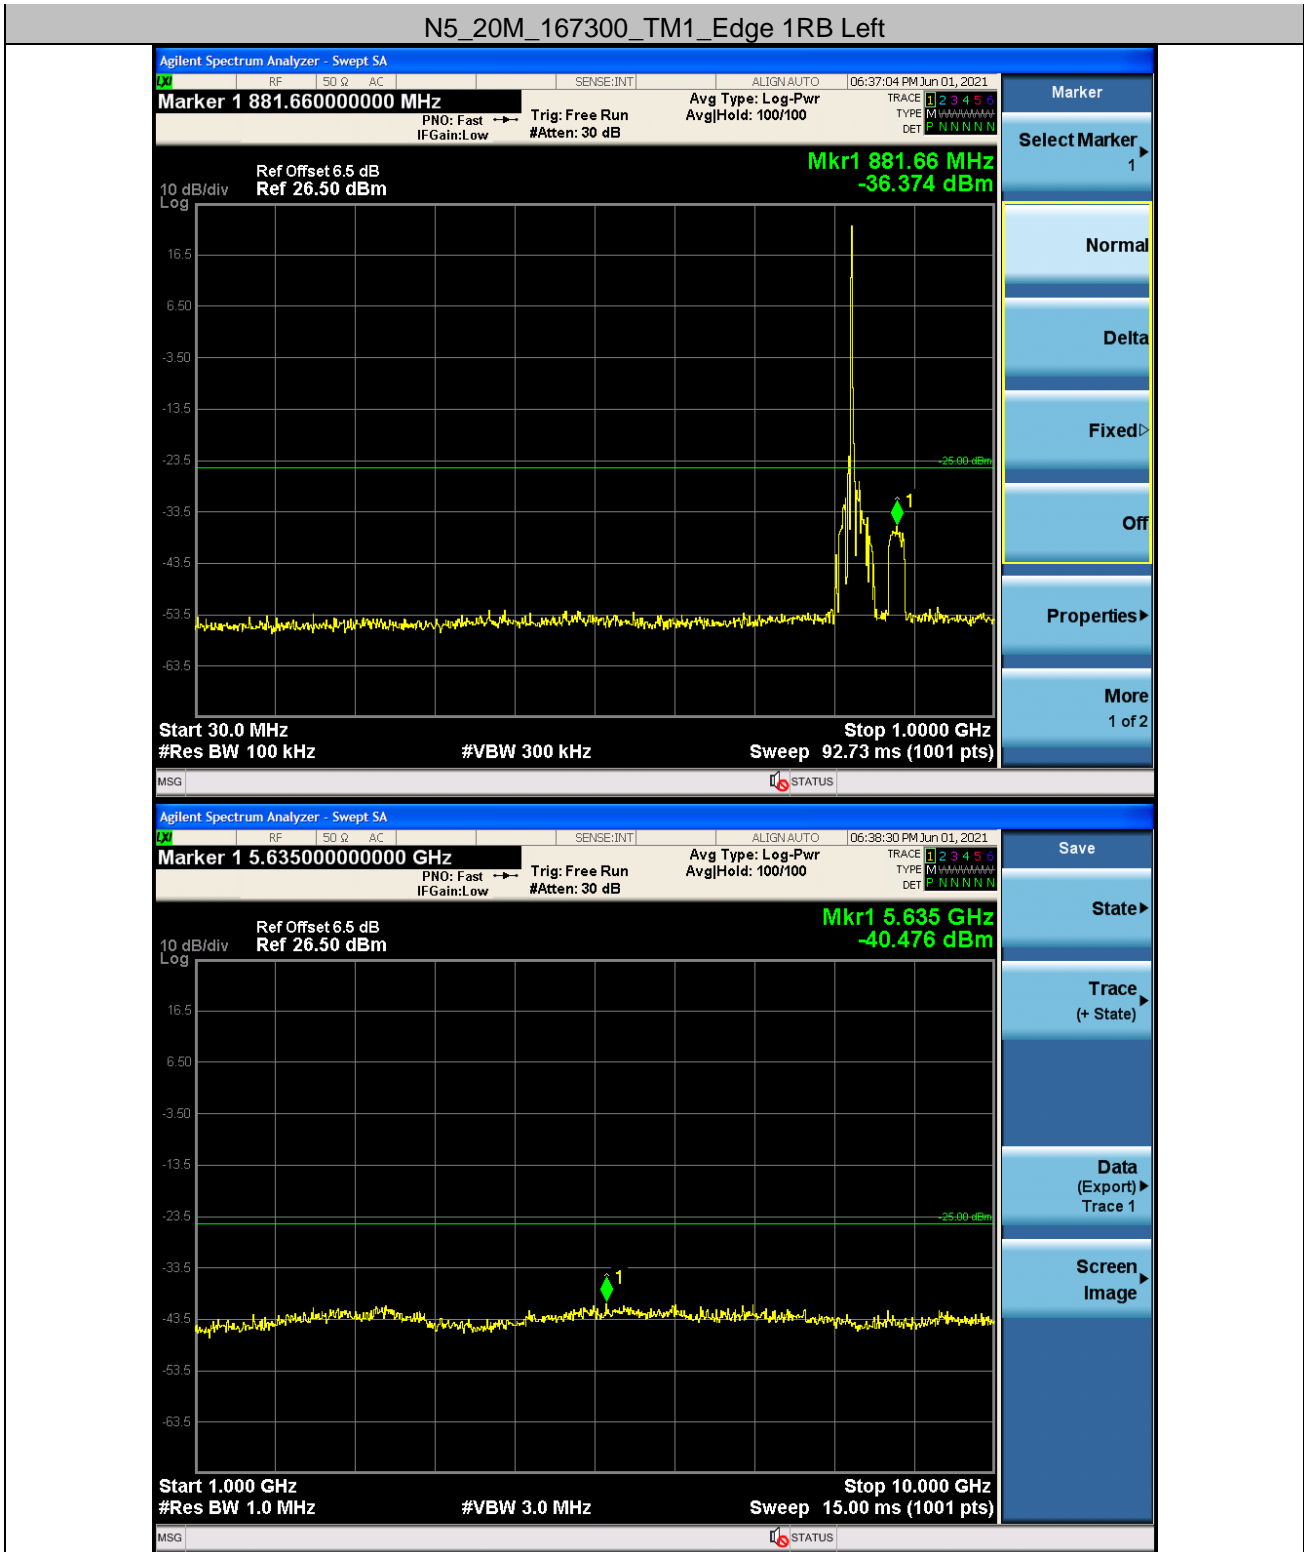 N5_20M_167300_TM1_Edge 1RB Left
Agilent Spectrum Analyzer - Swept SA
LXI RF 50 Ω AC SENSE:INT ALIGN AUTO 06:37:04 PM Jun 01, 2021
Marker 1 881.660000000 MHz
PNO: Fast
IFGain:Low
Trig: Free Run
#Atten: 30 dB
Avg Type: Log-Pwr
Avg|Hold: 100/100
TRACE 1 2 3 4 5 6
TYPE M WWWWW
DET P N N N N N
Mkr1 881.66 MHz
-36.374 dBm
Ref Offset 6.5 dB
10 dB/div Ref 26.50 dBm
Log
16.5
6.50
-3.50
-13.5
-23.5
-25.00 dBm
-33.5
1
-43.5
-53.5
-63.5
Start 30.0 MHz Stop 1.0000 GHz
#Res BW 100 kHz #VBW 300 kHz Sweep 92.73 ms (1001 pts)
MSG STATUS
Marker
Select Marker
1
Normal
Delta
Fixed
Off
Properties
More
1 of 2
Agilent Spectrum Analyzer - Swept SA
LXI RF 50 Ω AC SENSE:INT ALIGN AUTO 06:38:30 PM Jun 01, 2021
Marker 1 5.635000000000 GHz
PNO: Fast
IFGain:Low
Trig: Free Run
#Atten: 30 dB
Avg Type: Log-Pwr
Avg|Hold: 100/100
TRACE 1 2 3 4 5 6
TYPE M WWWWW
DET P N N N N N
Mkr1 5.635 GHz
-40.476 dBm
Ref Offset 6.5 dB
10 dB/div Ref 26.50 dBm
Log
16.5
6.50
-3.50
-13.5
-23.5
-25.00 dBm
-33.5
1
-43.5
-53.5
-63.5
Start 1.000 GHz Stop 10.000 GHz
#Res BW 1.0 MHz #VBW 3.0 MHz Sweep 15.00 ms (1001 pts)
MSG STATUS
Save
State
Trace
(+ State)
Data
(Export)
Trace 1
Screen
Image